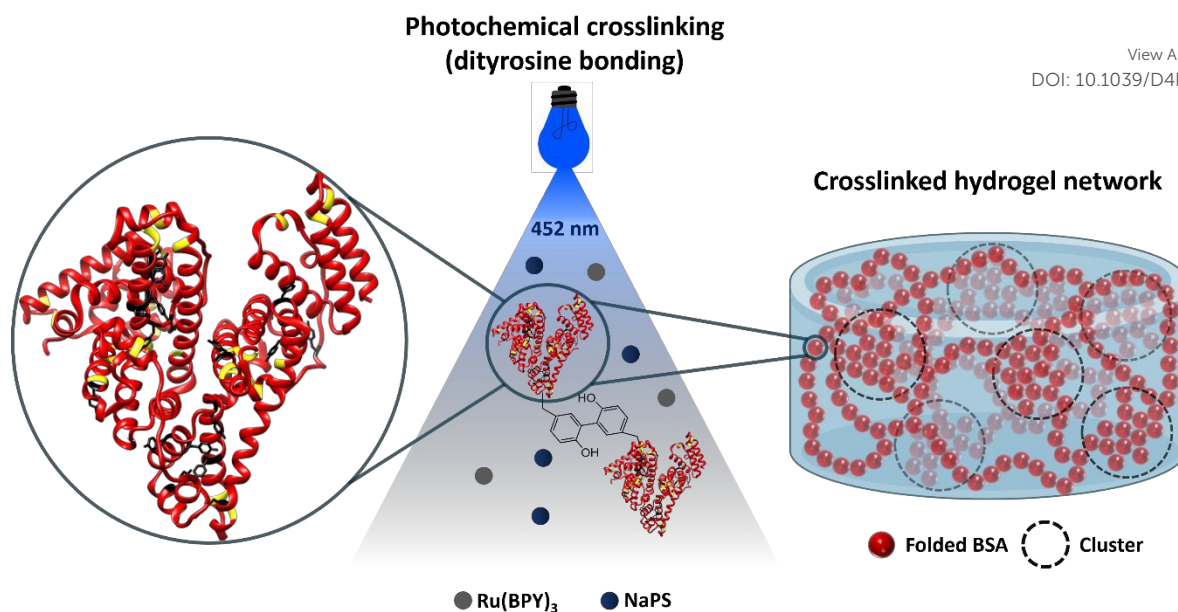 Photochemical crosslinking
(dityrosine bonding)
View A
DOI: 10.1039/D4
Crosslinked hydrogel network
452 nm
HO
OH
Folded BSA
Cluster
Ru(BPY)3
NaPS